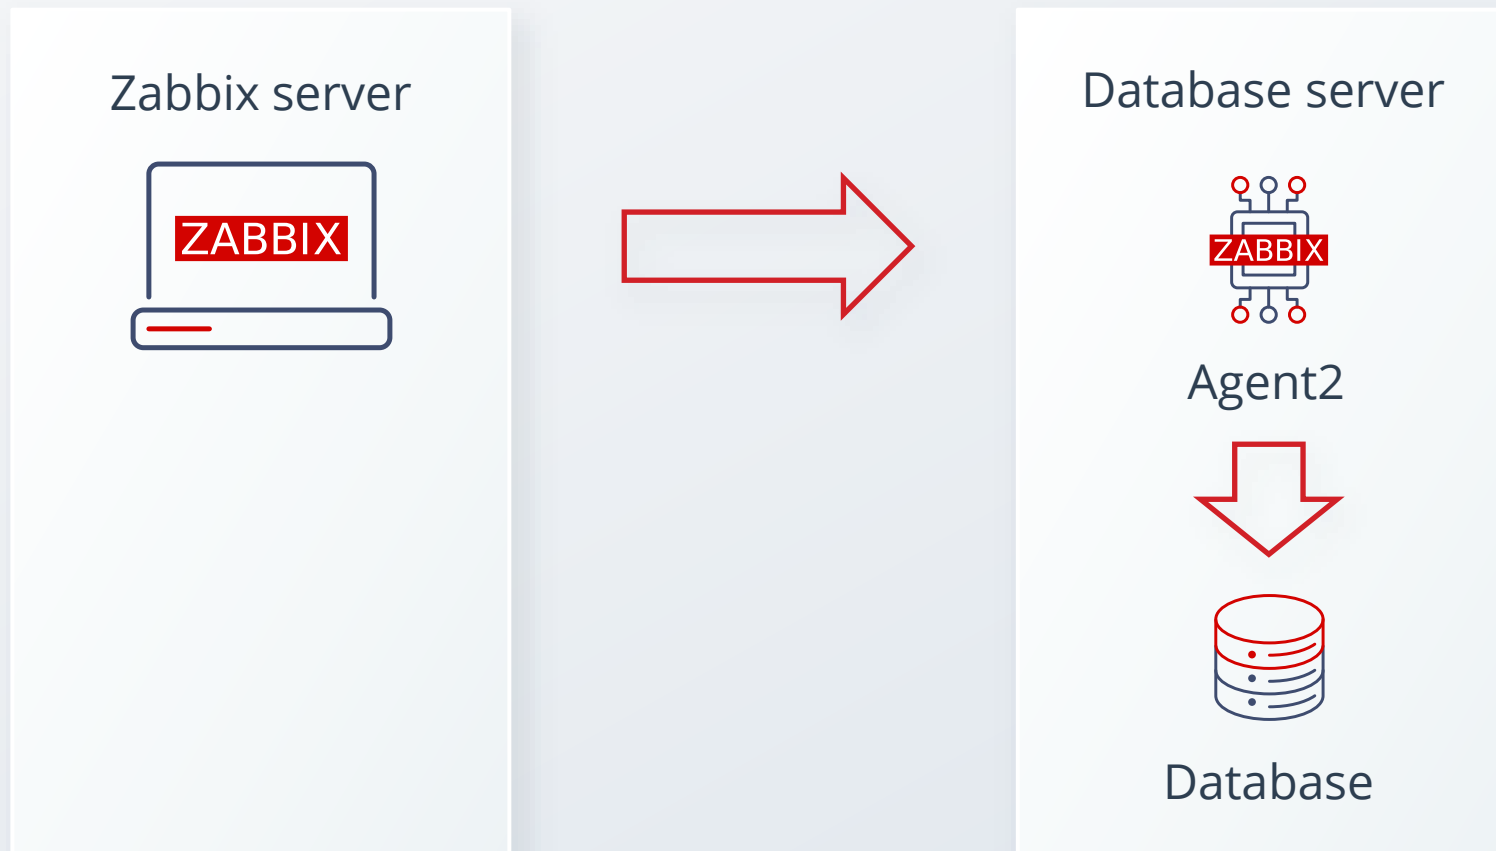 Zabbix server
ZABBIX
Database server
ZABBIX
Agent2
Database